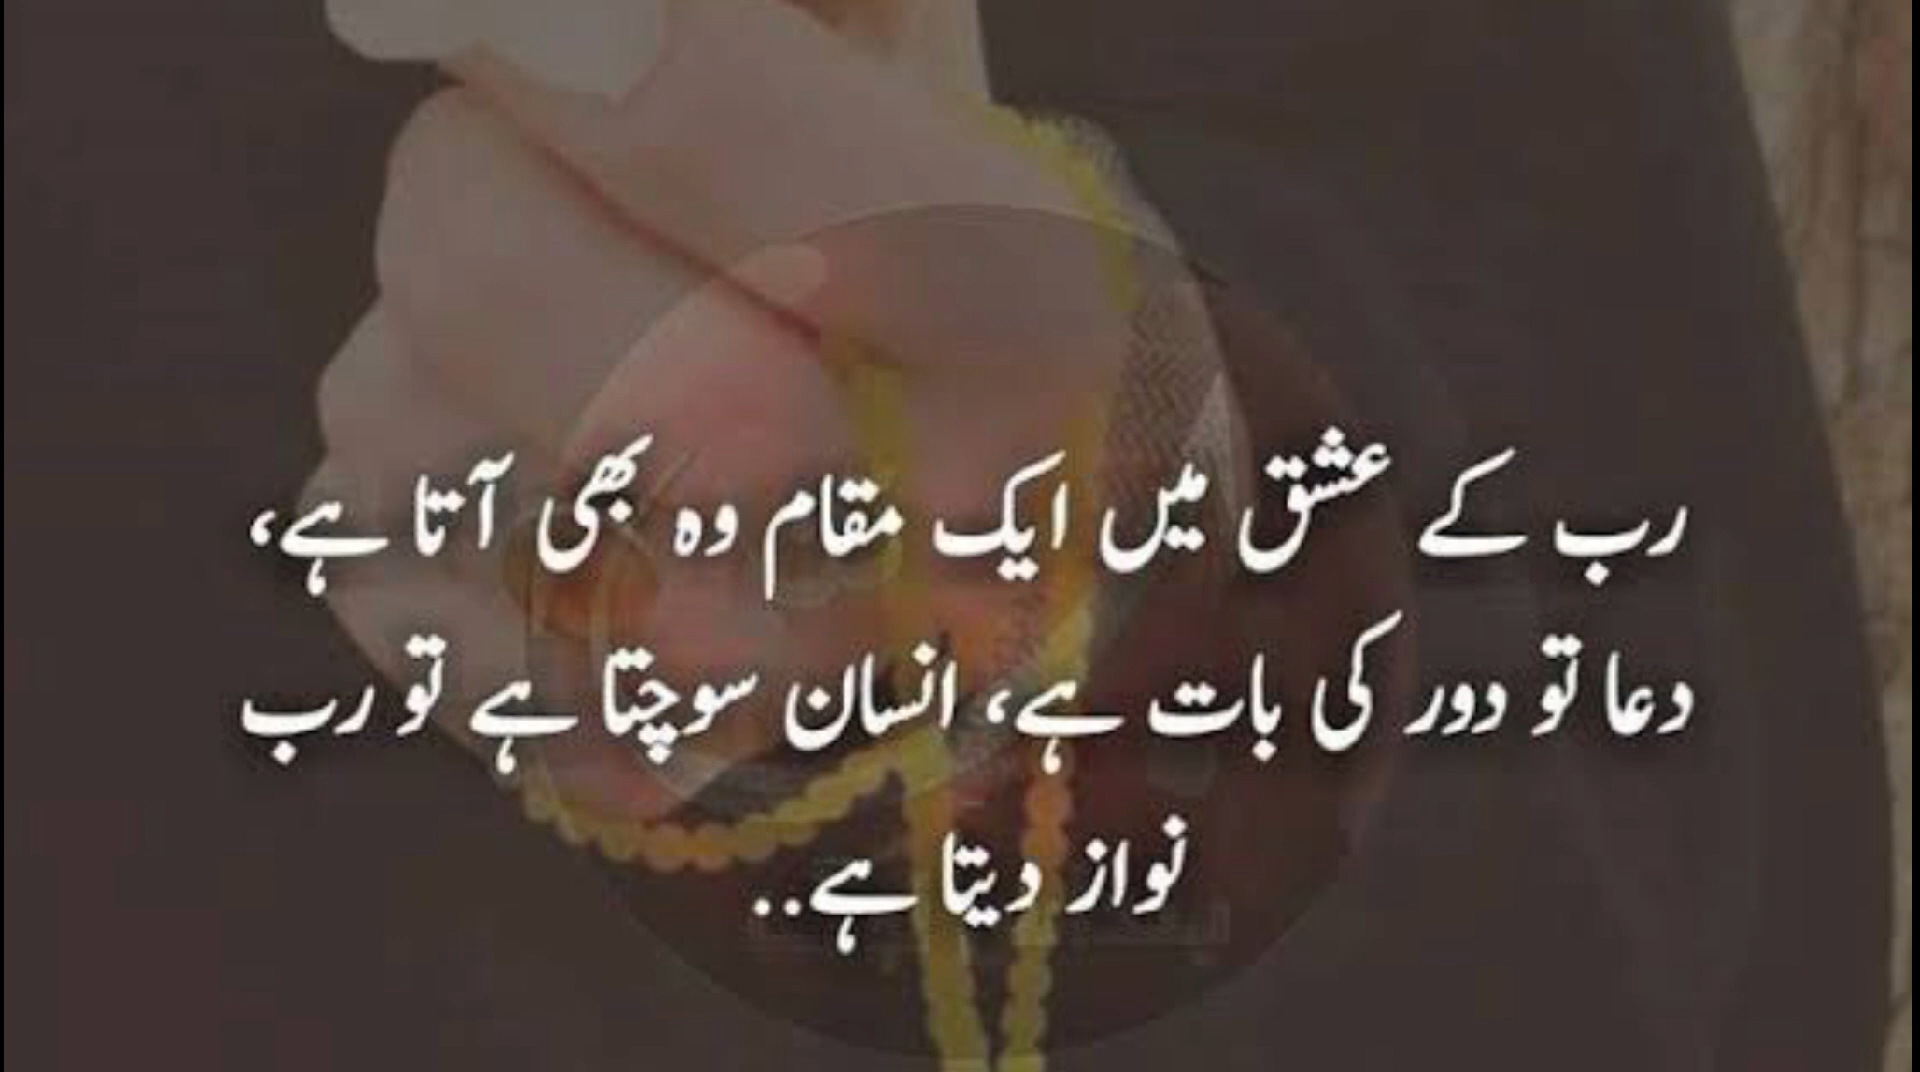 رب کے عشق میں ایک مقام وہ بھی آتا ہے،
دعا تو دور کی بات ہے، انسان سوچتا ہے تو رب
نواز دیتا ہے..